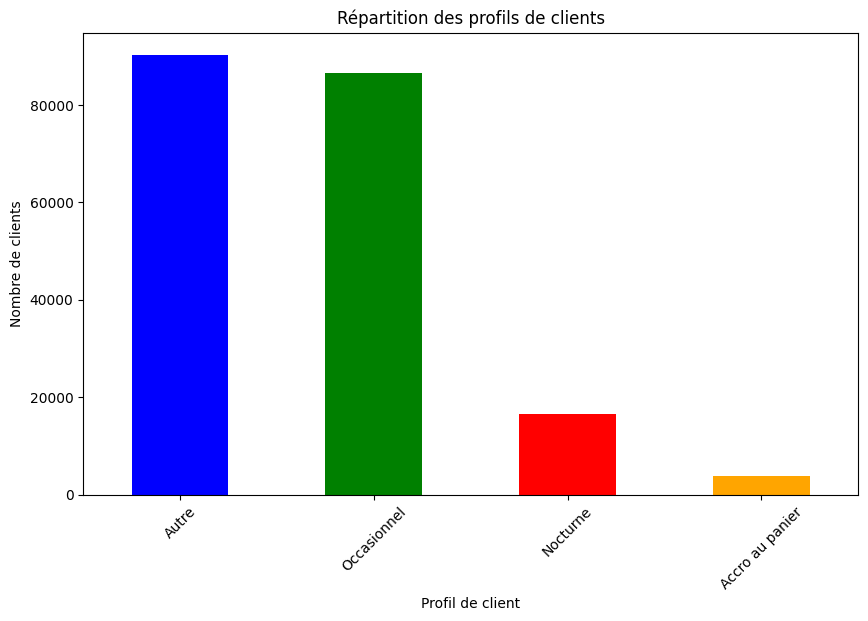 Répartition des profils de clients
Nombre de clients
80000
60000
40000
20000
0
Autre
Occasionnel
Nocturne
Accro au panier
Profil de client